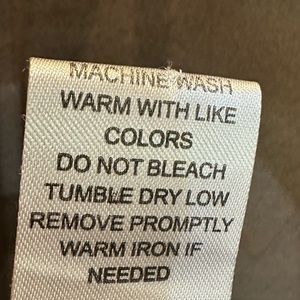 MACHINE WASH
WARM WITH LIKE
COLORS
DO NOT BLEACH
TUMBLE DRY LOW
REMOVE PROMPTLY
WARM IRON IF
NEEDED